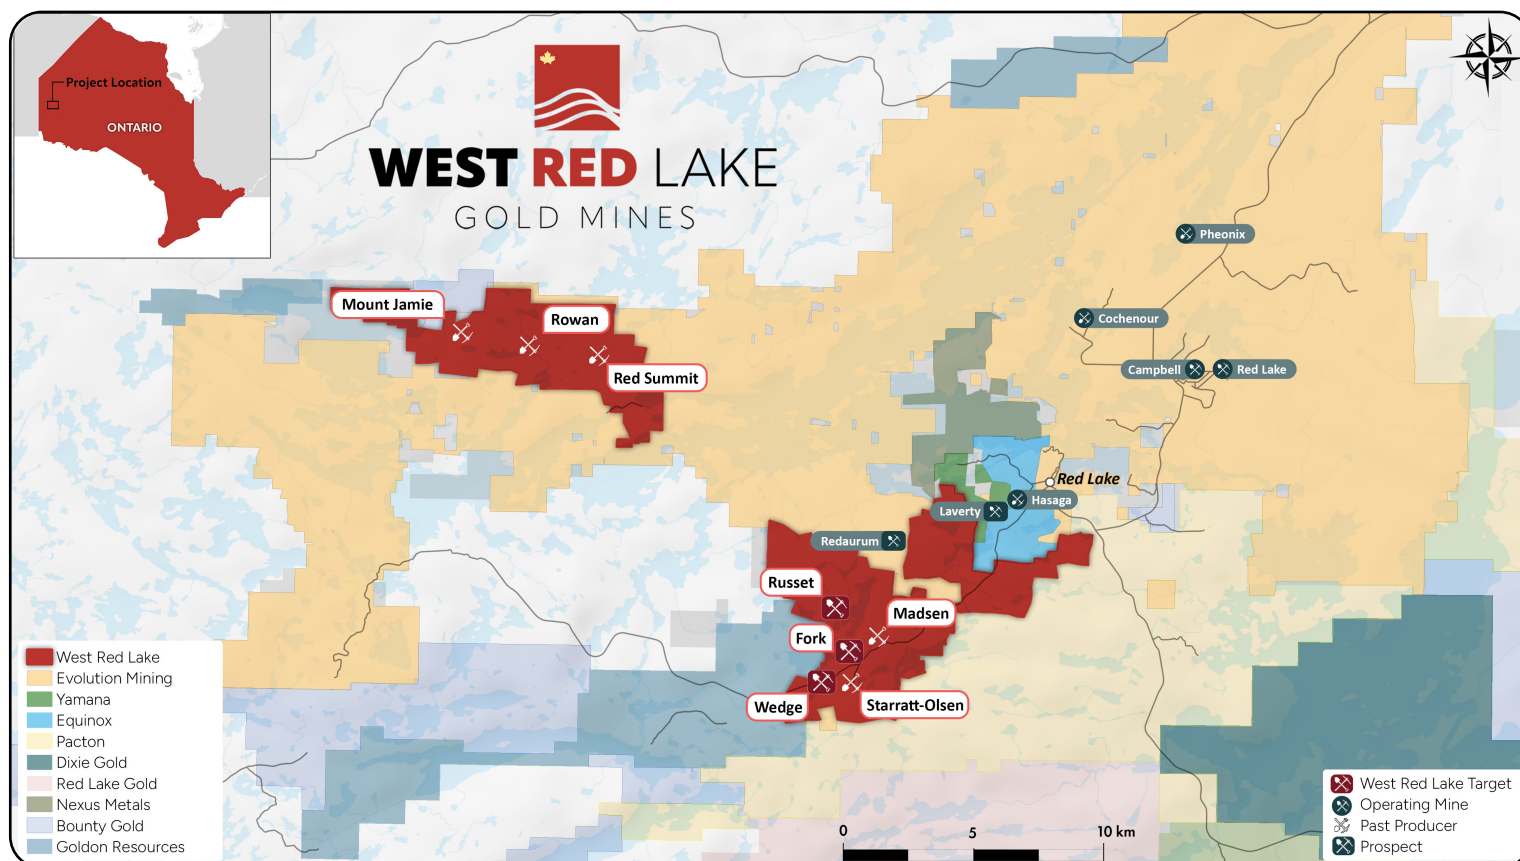 Project Location
ONTARIO
WEST RED LAKE
GOLD MINES
Pheonix
Mount Jamie
Rowan
Cochenour
Red Summit
Campbell
Red Lake
Red Lake
Hasaga
Laverty
Redaurum
Russet
Madsen
Fork
Wedge
Starratt-Olsen
West Red Lake
Evolution Mining
Yamana
Equinox
Pacton
Dixie Gold
Red Lake Gold
Nexus Metals
Bounty Gold
Goldon Resources
0 5 10 km
West Red Lake Target
Operating Mine
Past Producer
Prospect